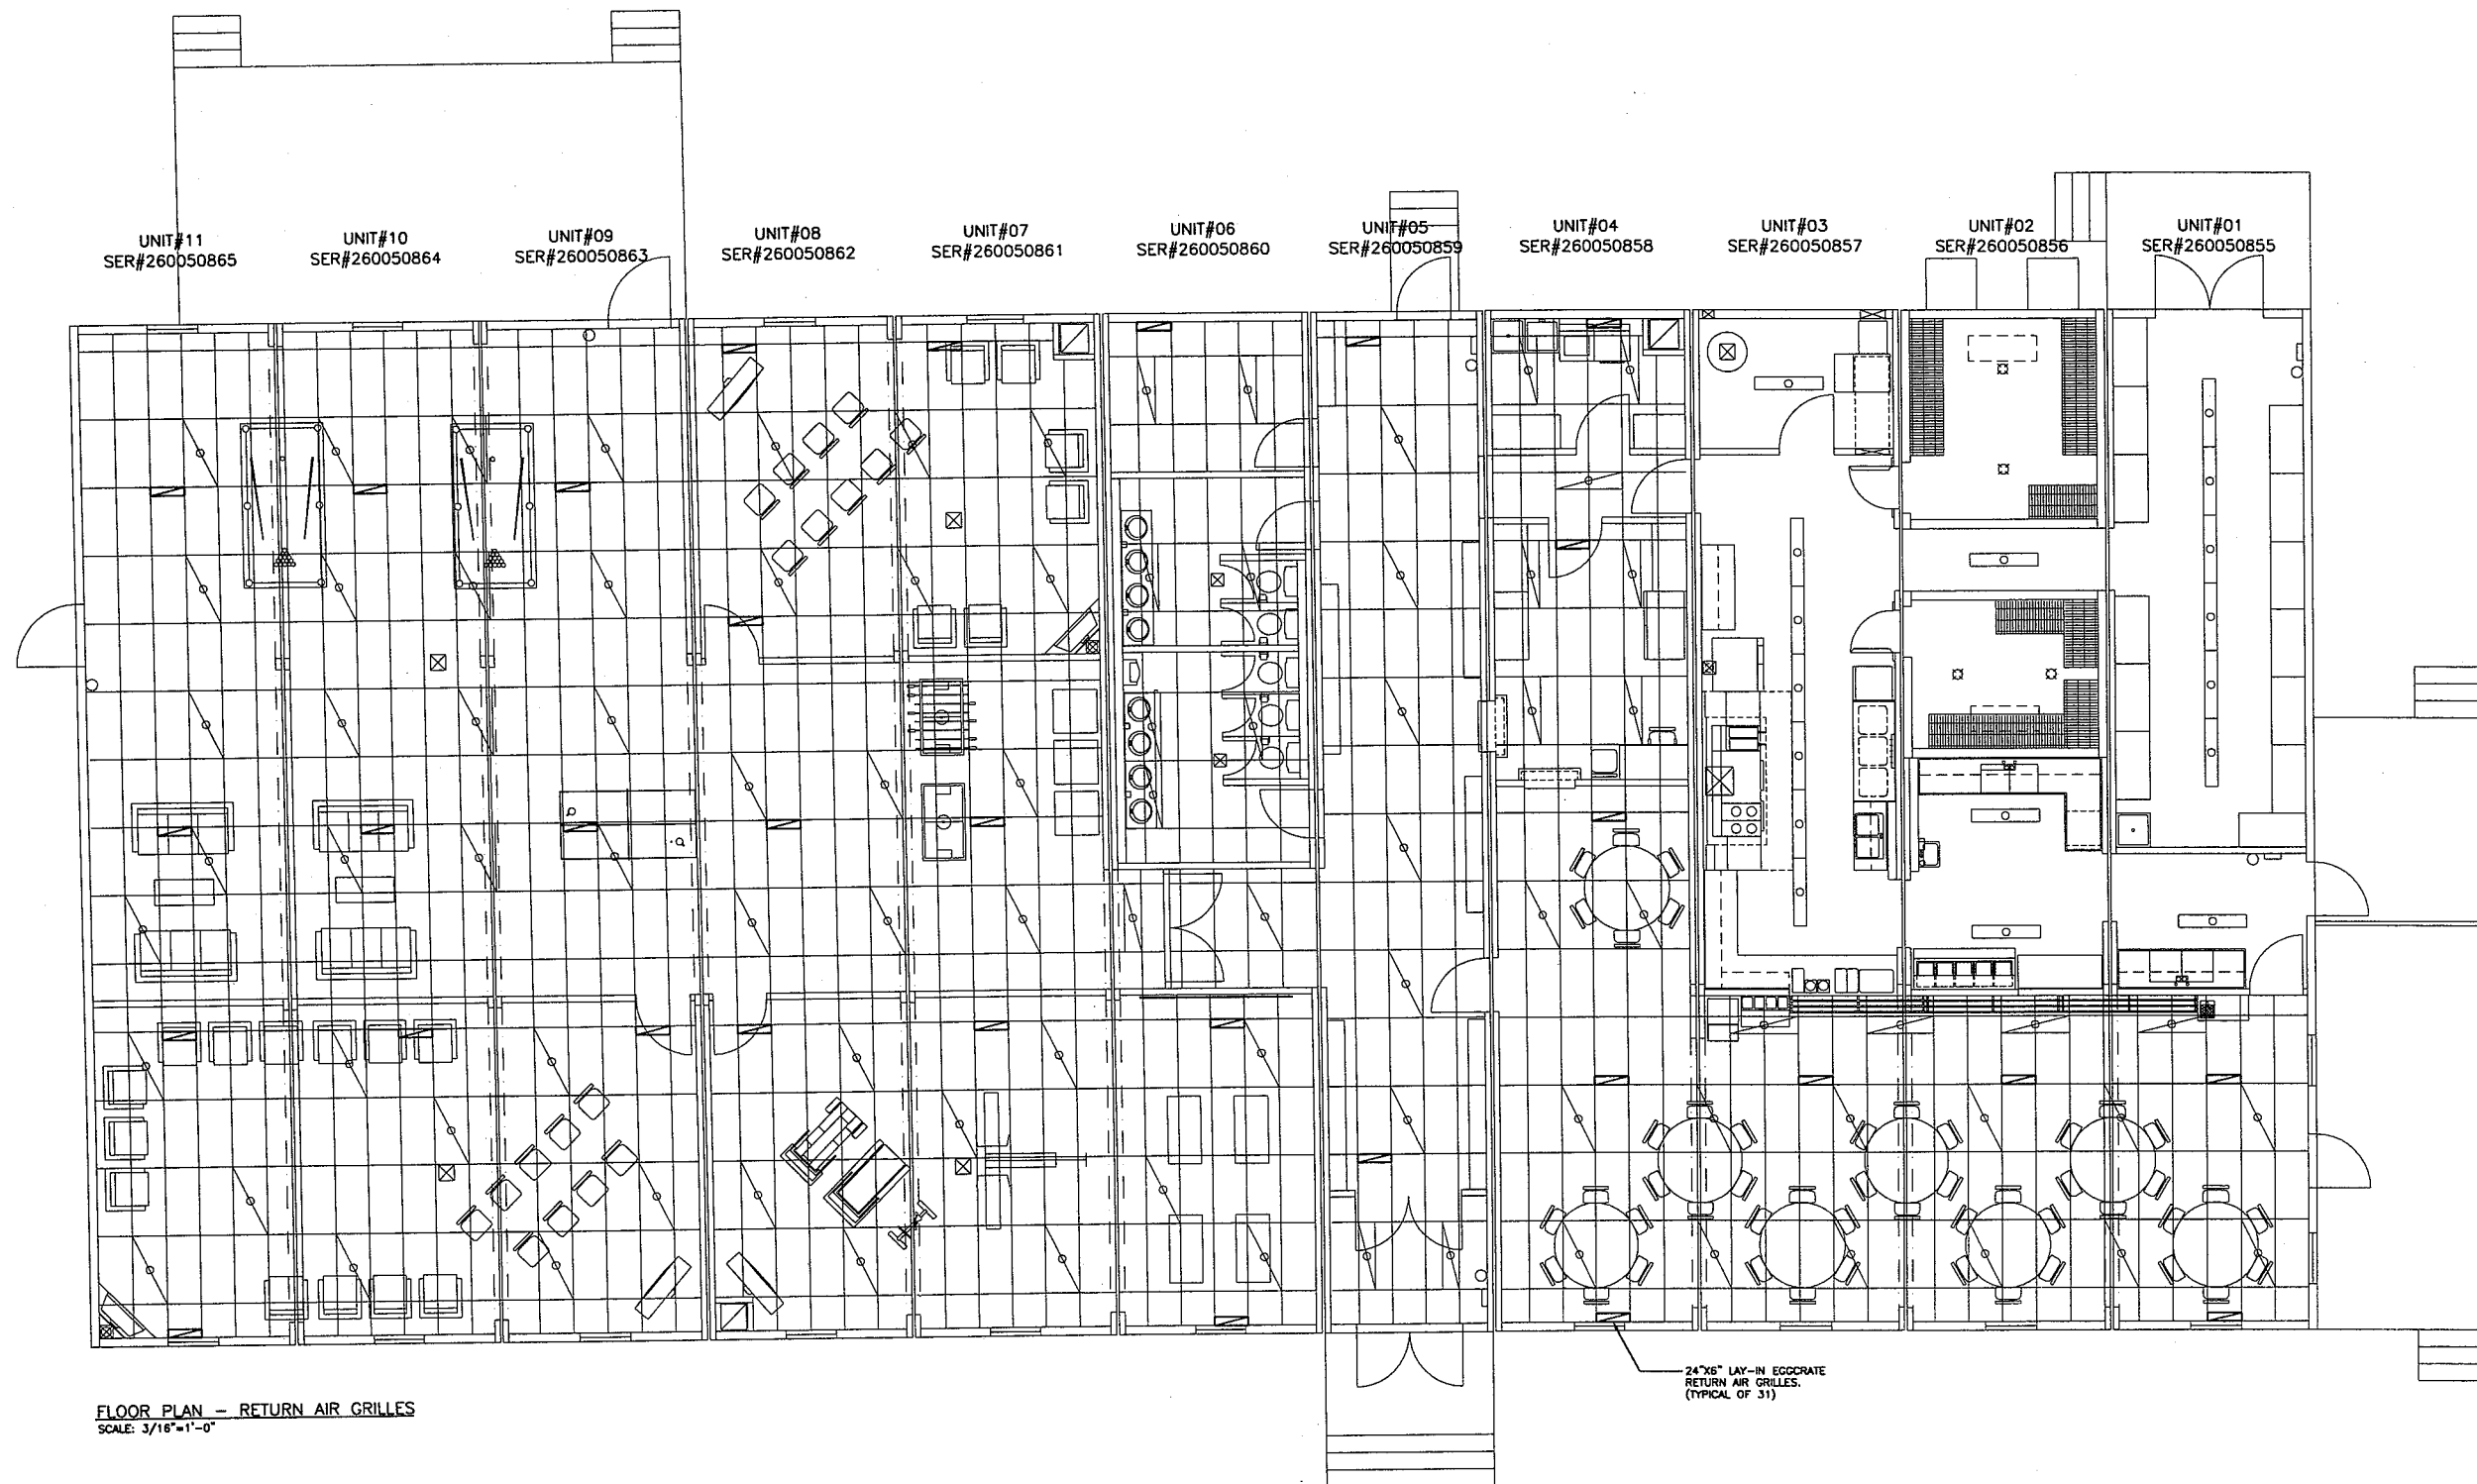 UNIT#11
SER#260050865
UNIT#10
SER#260050864
UNIT#09
SER#260050863
UNIT#08
SER#260050862
UNIT#07
SER#260050861
UNIT#06
SER#260050860
UNIT#05
SER#260050859
UNIT#04
SER#260050858
UNIT#03
SER#260050857
UNIT#02
SER#260050856
UNIT#01
SER#260050855
24"X6" LAY-IN EGGCRATE
RETURN AIR GRILLES.
(TYPICAL OF 31)
FLOOR PLAN - RETURN AIR GRILLES
SCALE: 3/16"=1'-0"